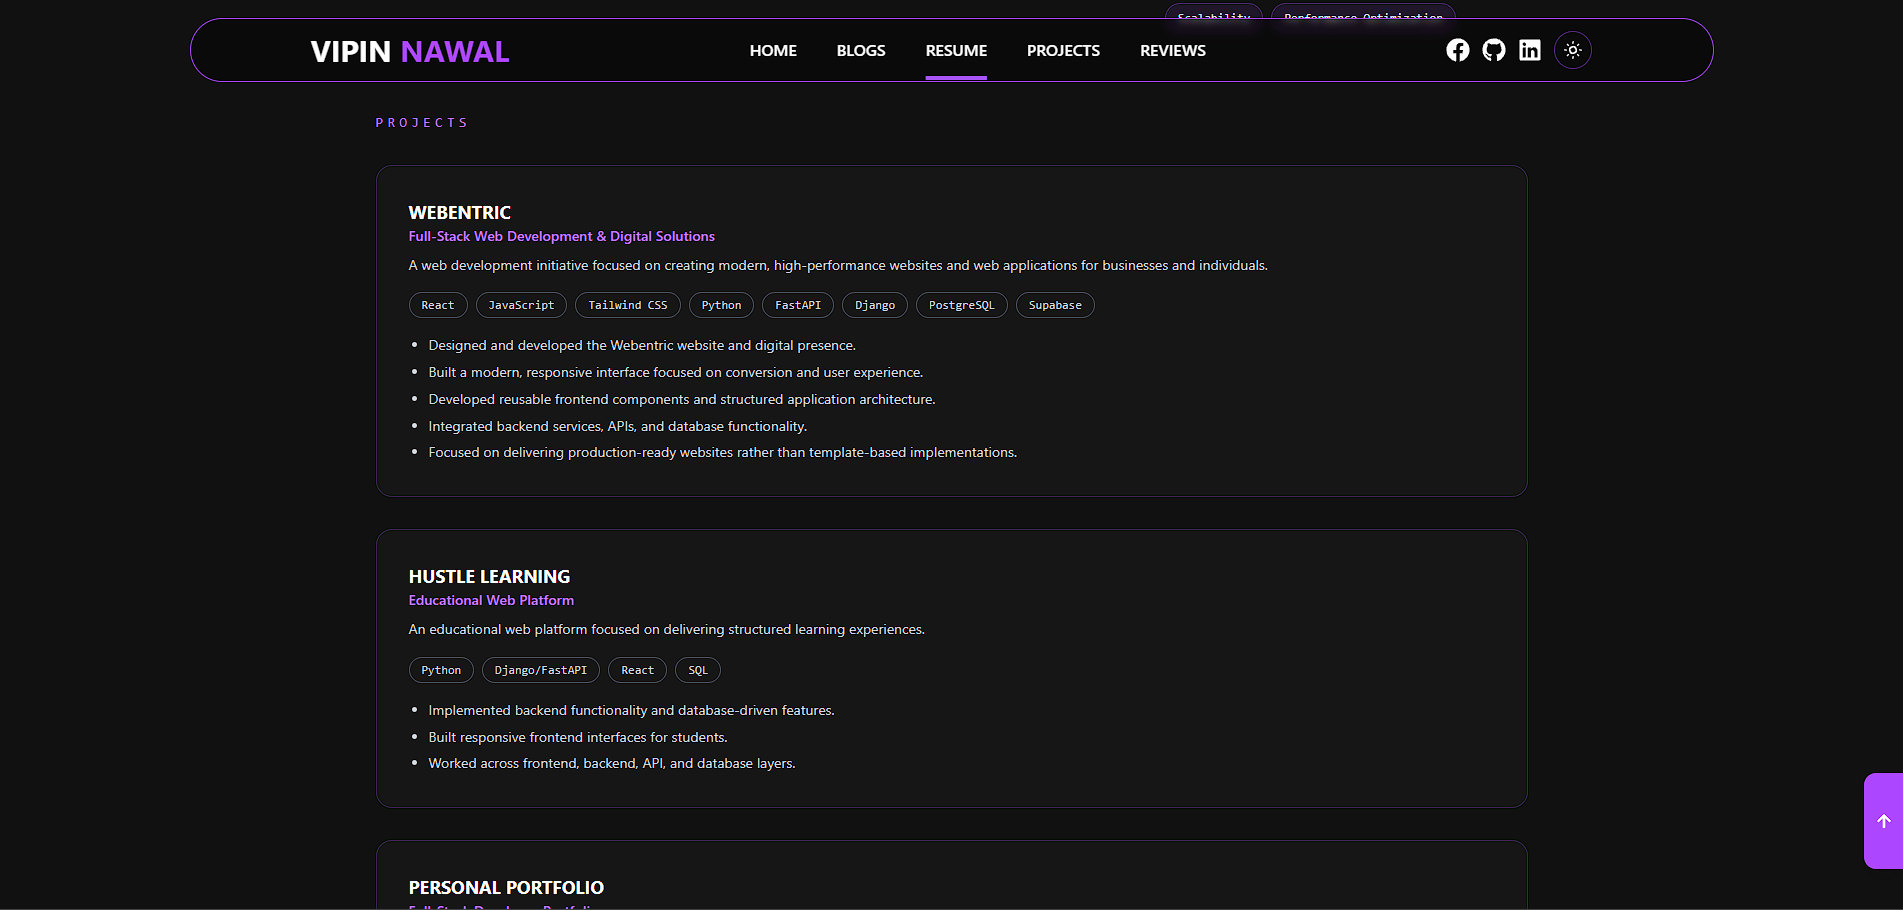 Scalability Performance Optimization
VIPIN NAWAL HOME BLOGS RESUME PROJECTS REVIEWS
PROJECTS
WEBENTRIC
Full-Stack Web Development & Digital Solutions
A web development initiative focused on creating modern, high-performance websites and web applications for businesses and individuals.
React JavaScript Tailwind CSS Python FastAPI Django PostgreSQL Supabase
• Designed and developed the Webentric website and digital presence.
• Built a modern, responsive interface focused on conversion and user experience.
• Developed reusable frontend components and structured application architecture.
• Integrated backend services, APIs, and database functionality.
• Focused on delivering production-ready websites rather than template-based implementations.
HUSTLE LEARNING
Educational Web Platform
An educational web platform focused on delivering structured learning experiences.
Python Django/FastAPI React SQL
• Implemented backend functionality and database-driven features.
• Built responsive frontend interfaces for students.
• Worked across frontend, backend, API, and database layers.
PERSONAL PORTFOLIO